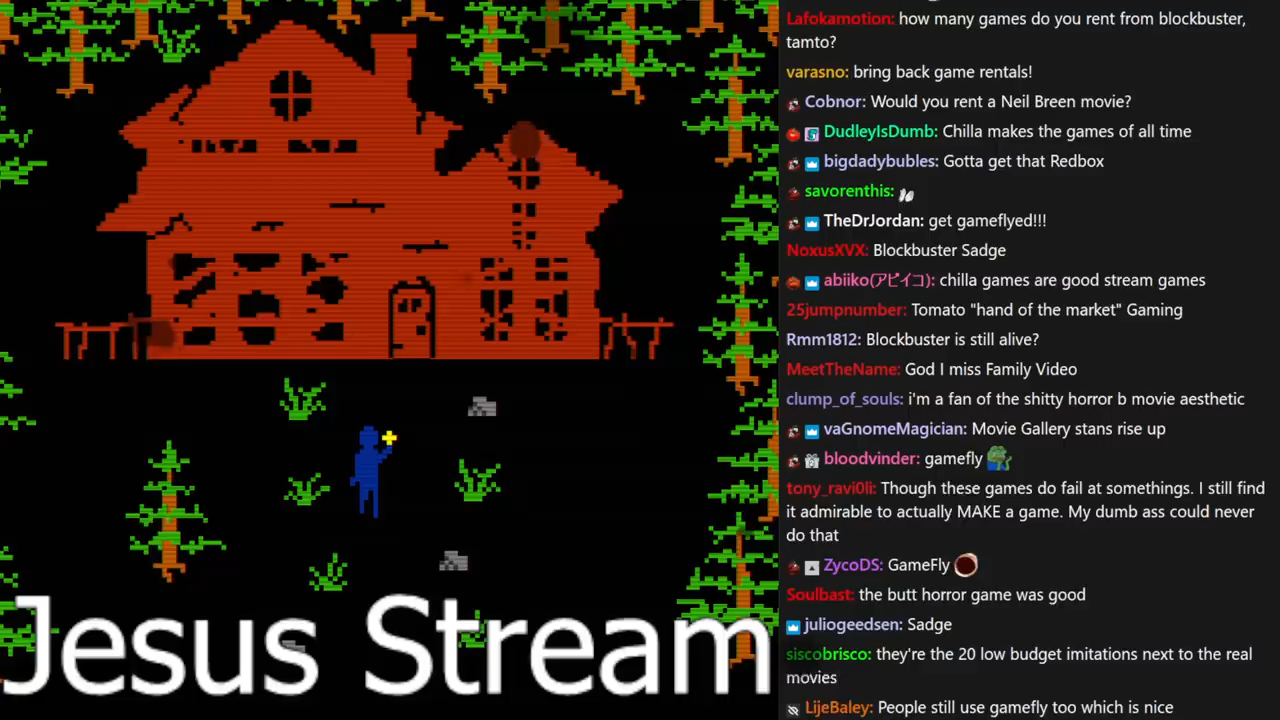 Lafokamotion: how many games do you rent from blockbuster,
tamto?
varasno: bring back game rentals!
Cobnor: Would you rent a Neil Breen movie?
DudleyIsDumb: Chilla makes the games of all time
bigdadybubles: Gotta get that Redbox
savorenthis:
TheDrJordan: get gameflyed!!!
NoxusXVX: Blockbuster Sadge
abiiko(アピイコ): chilla games are good stream games
25jumpnumber: Tomato "hand of the market" Gaming
Rmm1812: Blockbuster is still alive?
MeetTheName: God I miss Family Video
clump_of_souls: i'm a fan of the shitty horror b movie aesthetic
vaGnomeMagician: Movie Gallery stans rise up
bloodvinder: gamefly
tony_ravi0li: Though these games do fail at somethings. I still find
it admirable to actually MAKE a game. My dumb ass could never
do that
ZycoDS: GameFly
Soulbast: the butt horror game was good
juliogeedsen: Sadge
siscobrisco: they're the 20 low budget imitations next to the real
movies
LijeBaley: People still use gamefly too which is nice
Jesus Stream